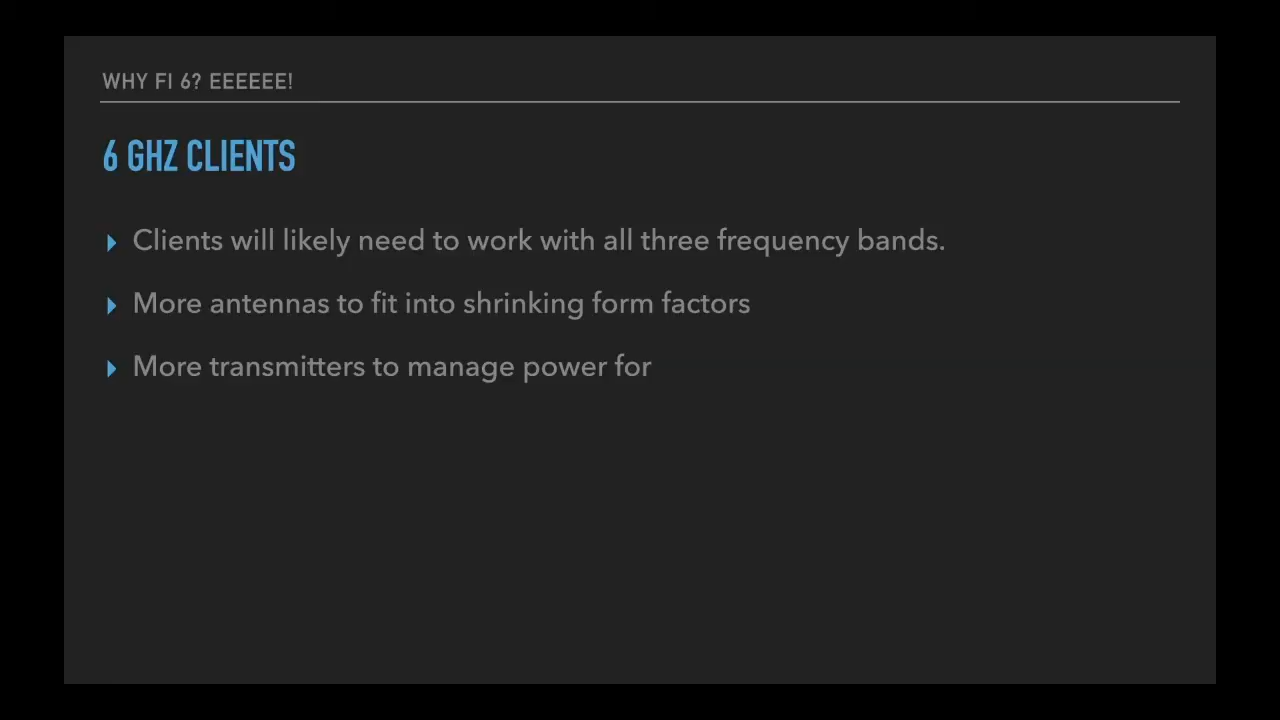 WHY FI 6? EEEEEE!
6 GHZ CLIENTS
Clients will likely need to work with all three frequency bands.
More antennas to fit into shrinking form factors
More transmitters to manage power for